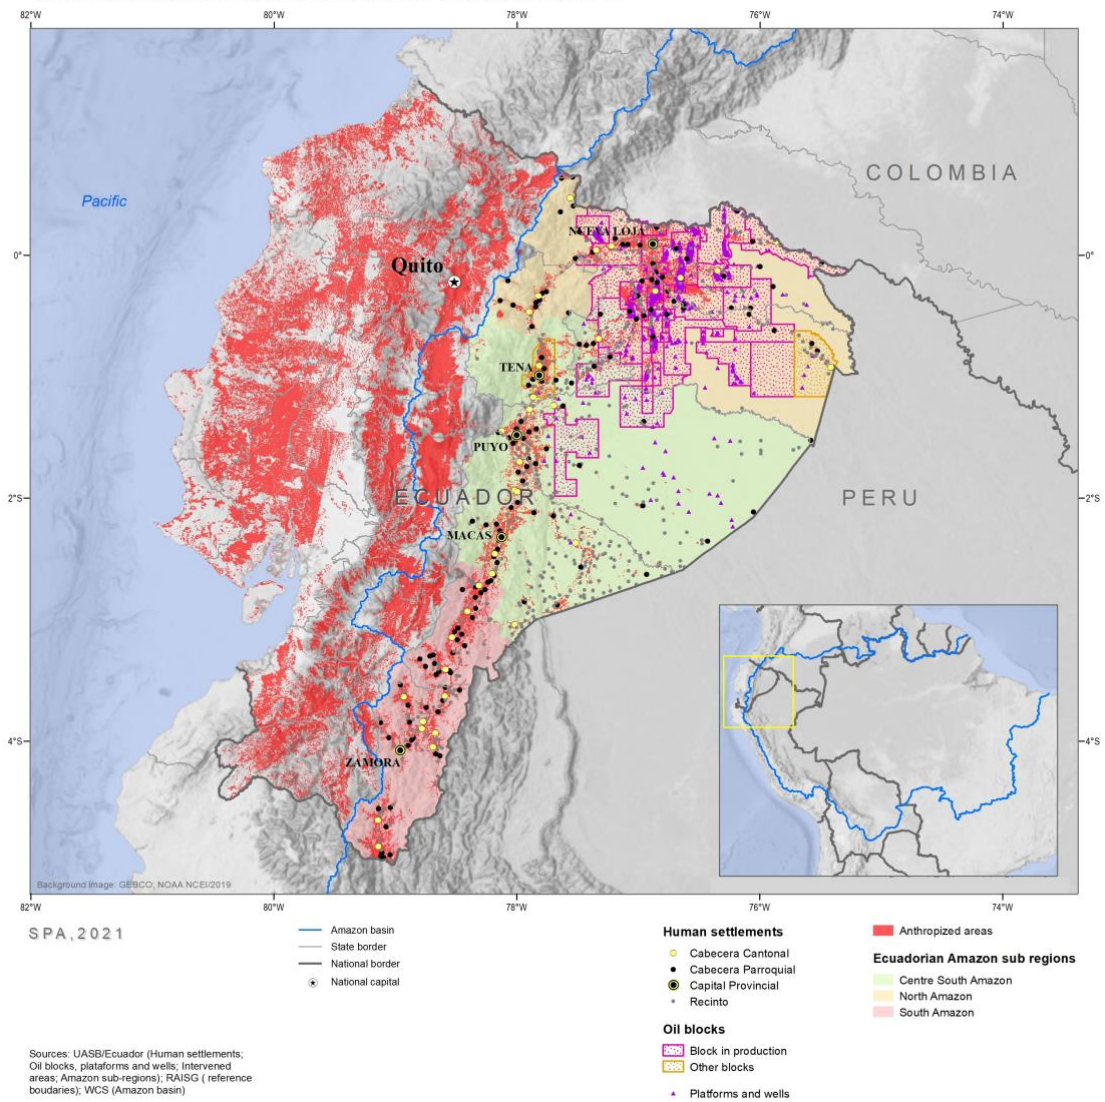 82°W 80°W 78°W 76°W 74°W
COLOMBIA
Pacific
NUEVA LOJA
0° 0°
Quito
TENA
PUYO
ECUADOR
2°S PERU 2°S
MACAS
4°S 4°S
ZAMORA
Background image: GEBCO; NOAA NCEI/2019
82°W 80°W 78°W 76°W 74°W
SPA,2021
Amazon basin
State border
National border
National capital
Human settlements
Cabecera Cantonal
Cabecera Parroquial
Capital Provincial
Recinto
Oil blocks
Block in production
Other blocks
Platforms and wells
Anthropized areas
Ecuadorian Amazon sub regions
Centre South Amazon
North Amazon
South Amazon
Sources: UASB/Ecuador (Human settlements;
Oil blocks, plataforms and wells; Intervened
areas; Amazon sub-regions); RAISG ( reference
boudaries); WCS (Amazon basin)